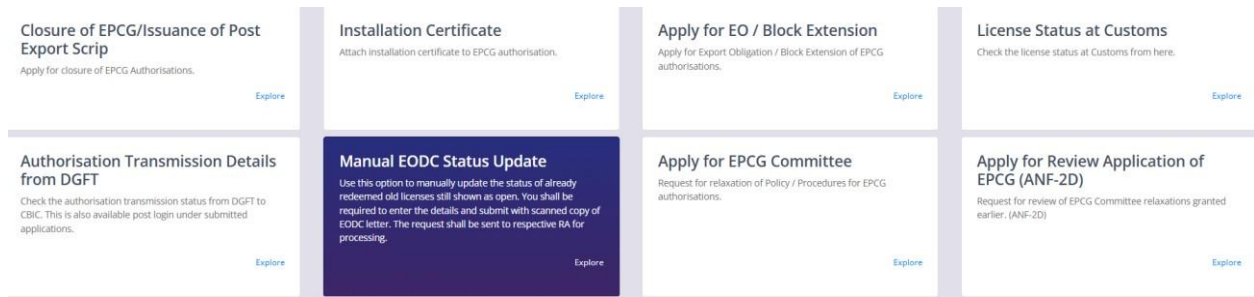 Closure of EPCG/Issuance of Post
Export Scrip
Apply for closure of EPCG Authorisations.
Explore
Installation Certificate
Attach installation certificate to EPCG authorisation.
Explore
Apply for EO / Block Extension
Apply for Export Obligation / Block Extension of EPCG
authorisations.
Explore
License Status at Customs
Check the license status at Customs from here.
Explore
Authorisation Transmission Details
from DGFT
Check the authorisation transmission status from DGFT to
CBIC. This is also available post login under submitted
applications.
Explore
Manual EODC Status Update
Use this option to manually update the status of already
redeemed old licenses still shown as open. You shall be
required to enter the details and submit with scanned copy of
EODC letter. The request shall be sent to respective RA for
processing.
Explore
Apply for EPCG Committee
Request for relaxation of Policy / Procedures for EPCG
authorisations.
Explore
Apply for Review Application of
EPCG (ANF-2D)
Request for review of EPCG Committee relaxations granted
earlier. (ANF-2D)
Explore